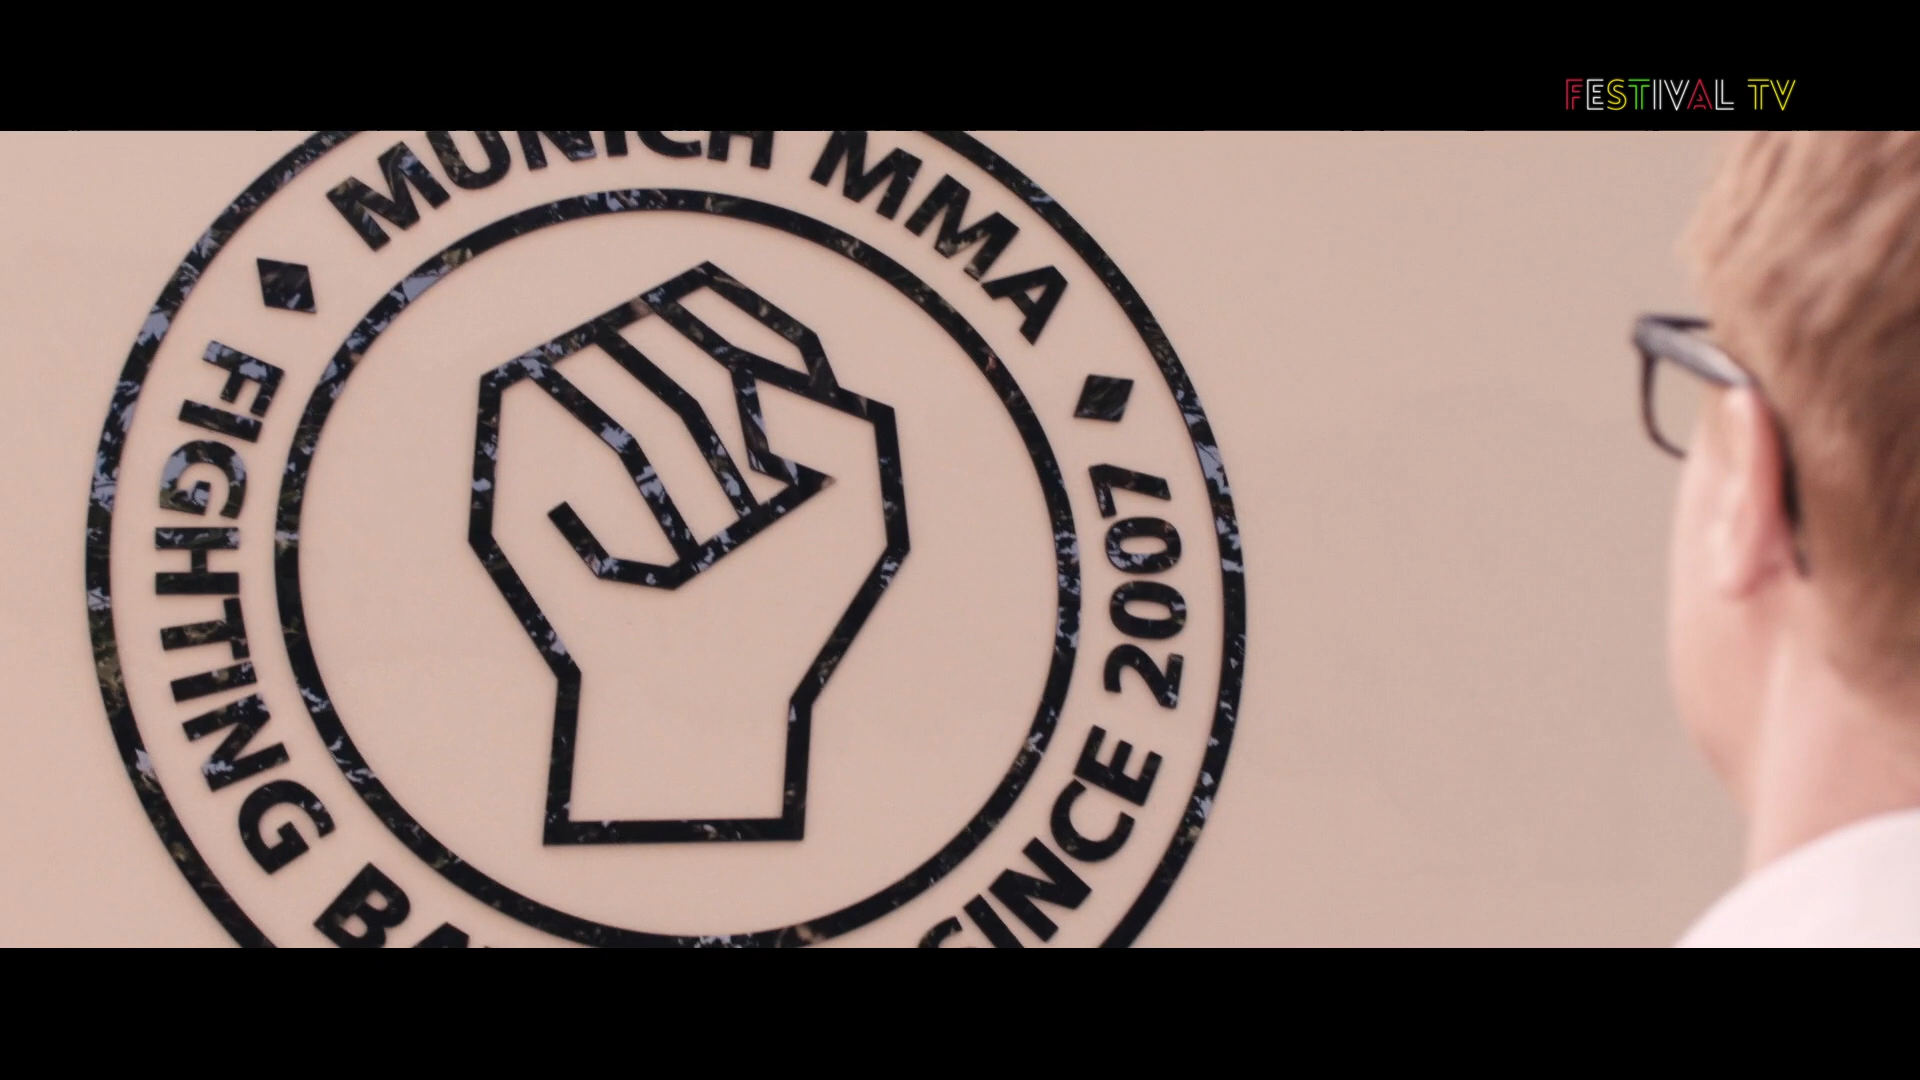 FESTIVAL TV
MUNICH MMA
FIGHTING
SINCE 2007